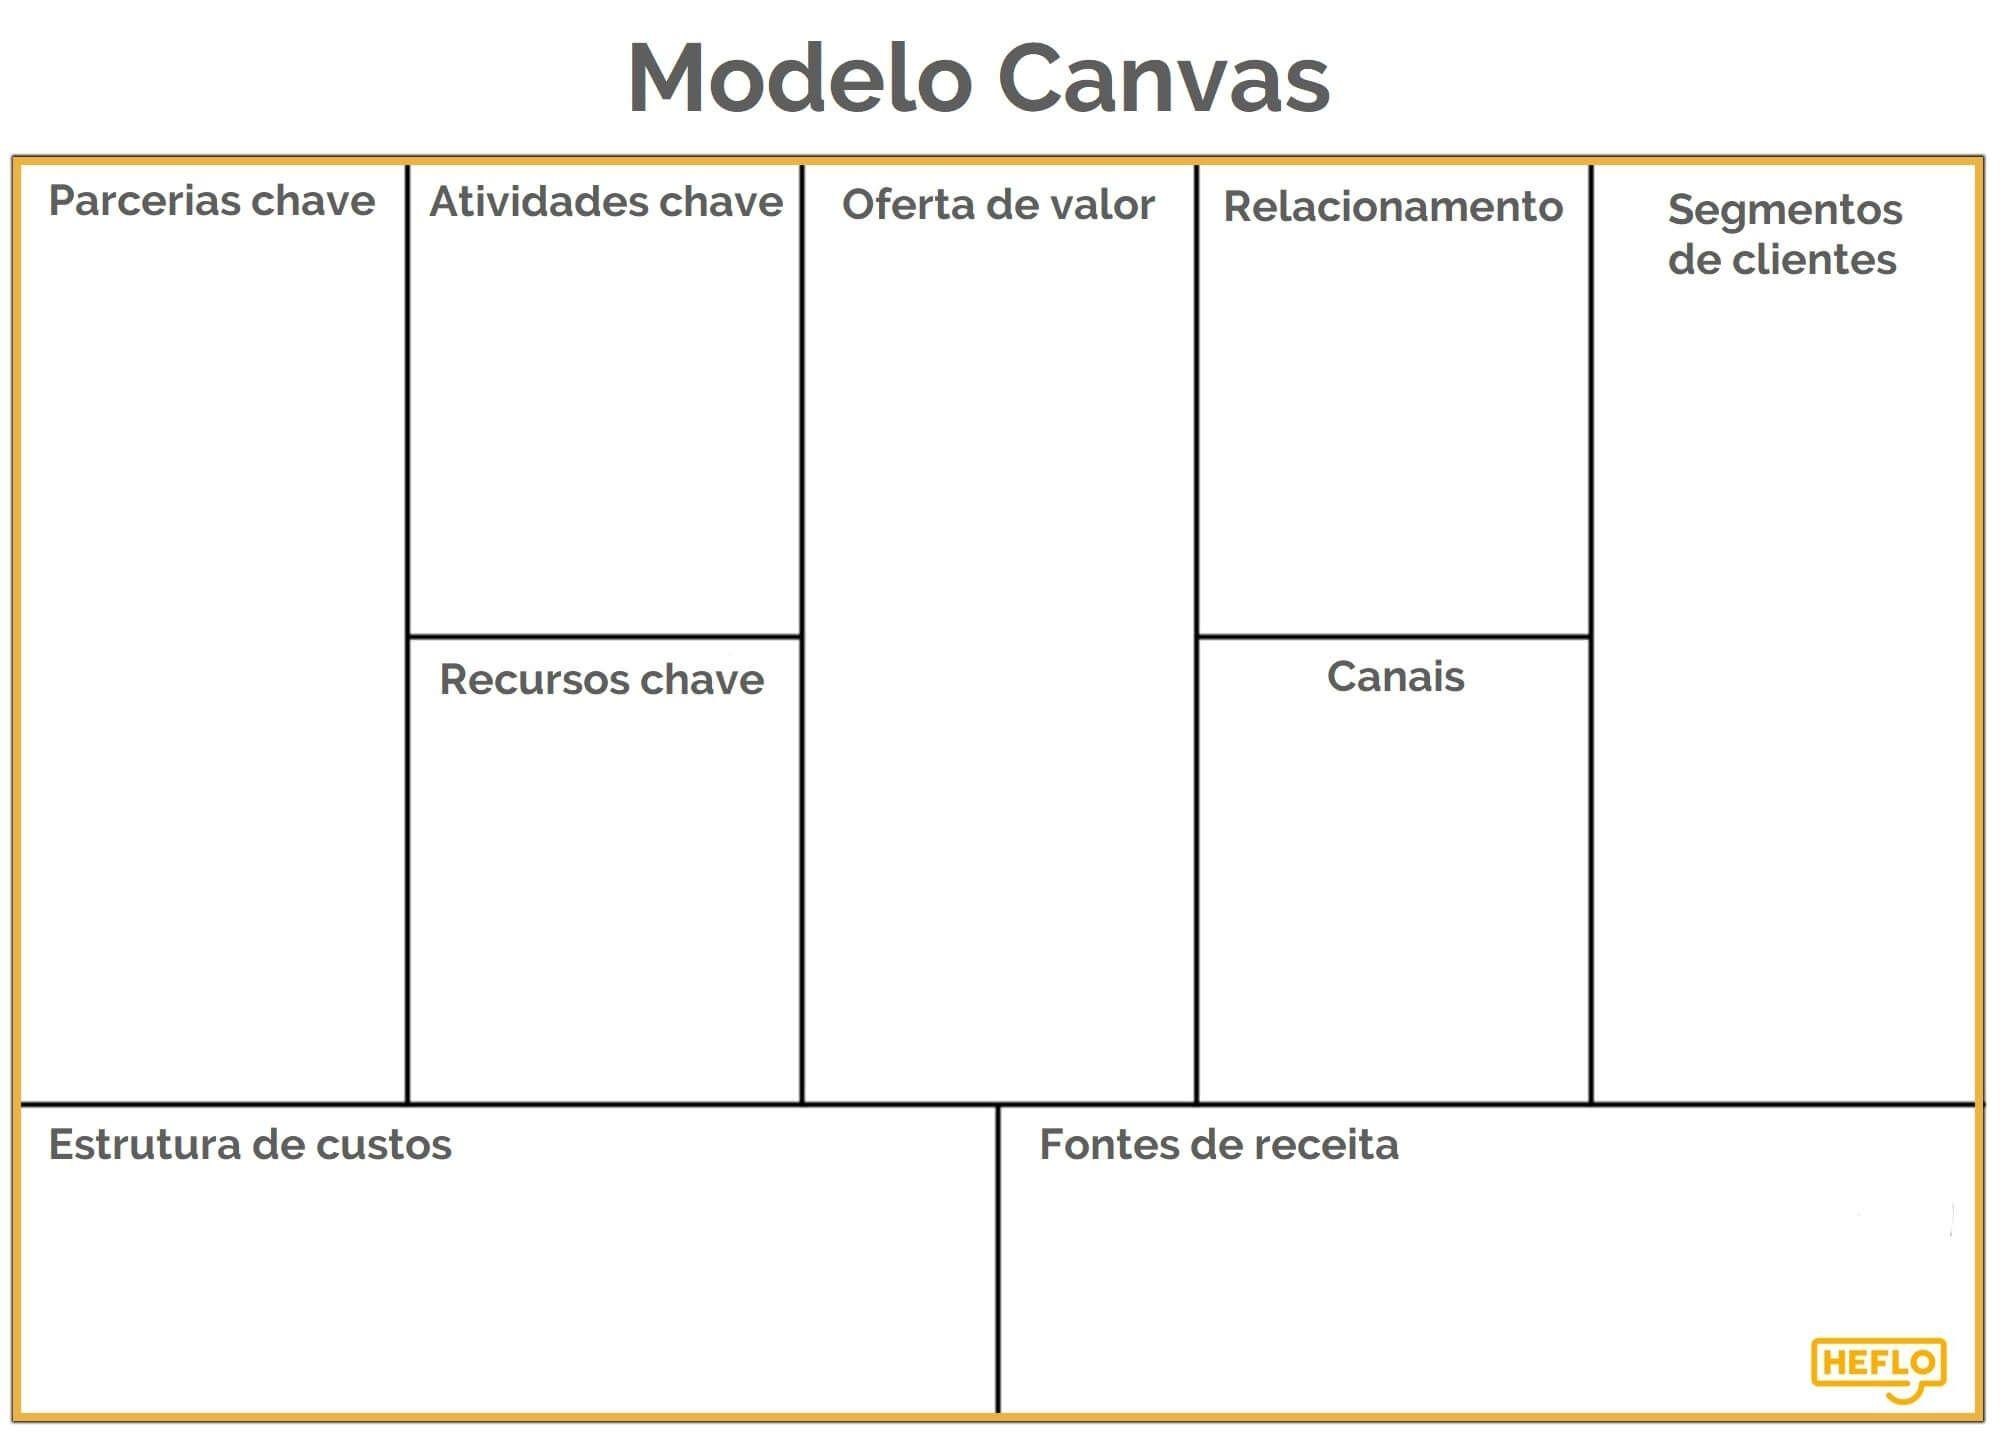 Modelo Canvas
Parcerias chave
Atividades chave
Oferta de valor
Relacionamento
Segmentos
de clientes
Recursos chave
Canais
Estrutura de custos
Fontes de receita
HEFLO